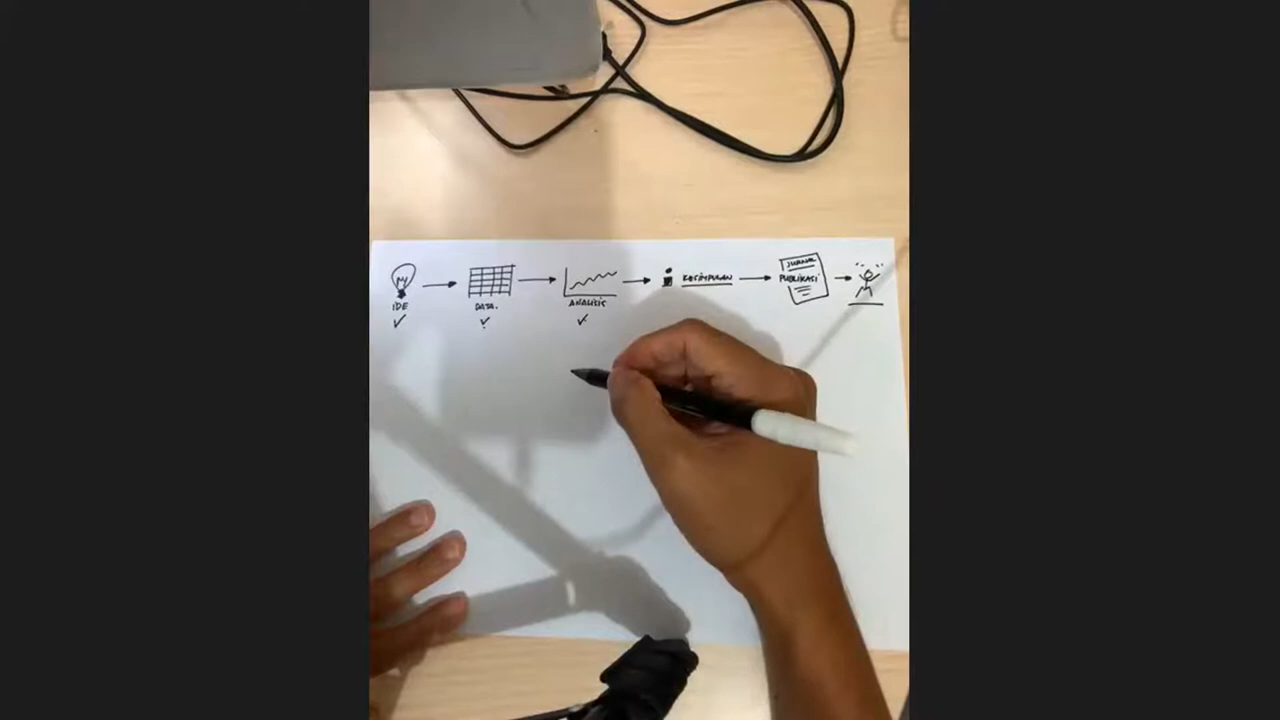 IDE
DATA.
ANALISIS
i KESIMPULAN
JURNAL
PUBLIKASI